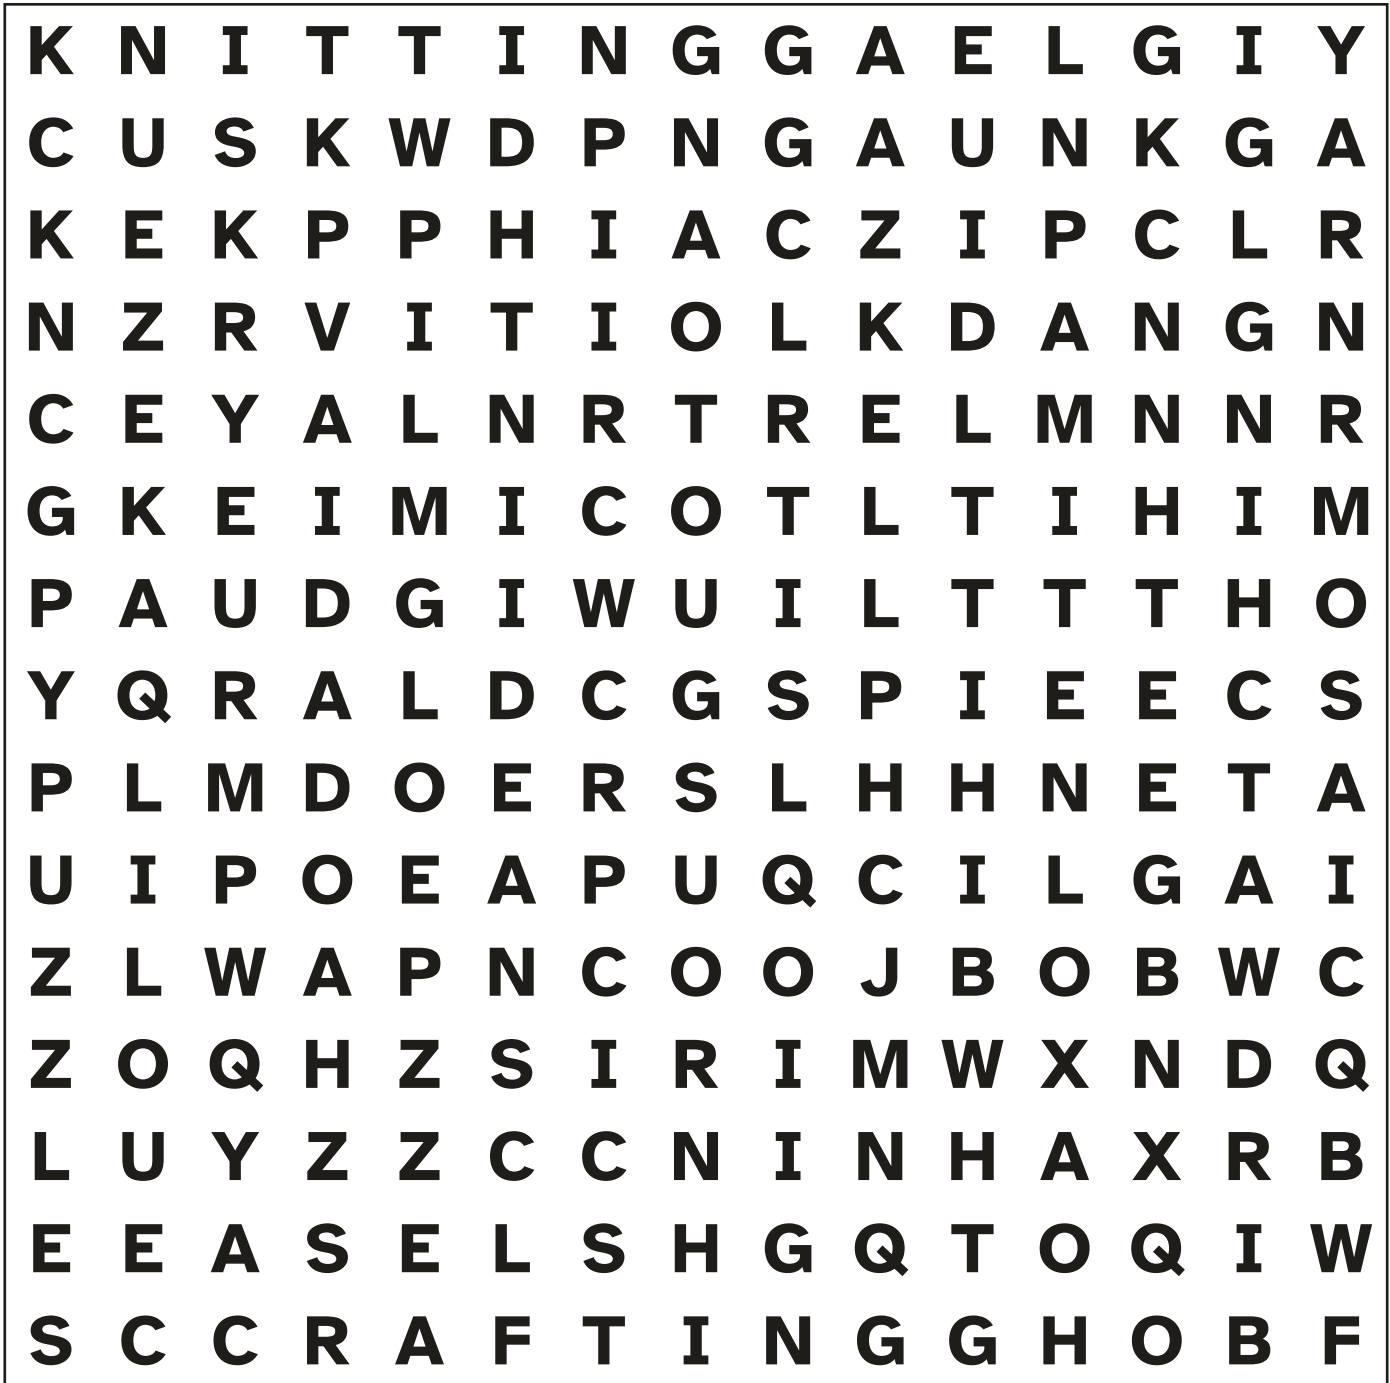 K N I T T I N G G A E L G I Y
C U S K W D P N G A U N K G A
K E K P P H I A C Z I P C L R
N Z R V I T I O L K D A N G N
C E Y A L N R T R E L M N N R
G K E I M I C O T L T I H I M
P A U D G I W U I L T T T H O
Y Q R A L D C G S P I E E C S
P L M D O E R S L H H N E T A
U I P O E A P U Q C I L G A I
Z L W A P N C O O J B O B W C
Z O Q H Z S I R I M W X N D Q
L U Y Z Z C C N I N H A X R B
E E A S E L S H G Q T O Q I W
S C C R A F T I N G G H O B F